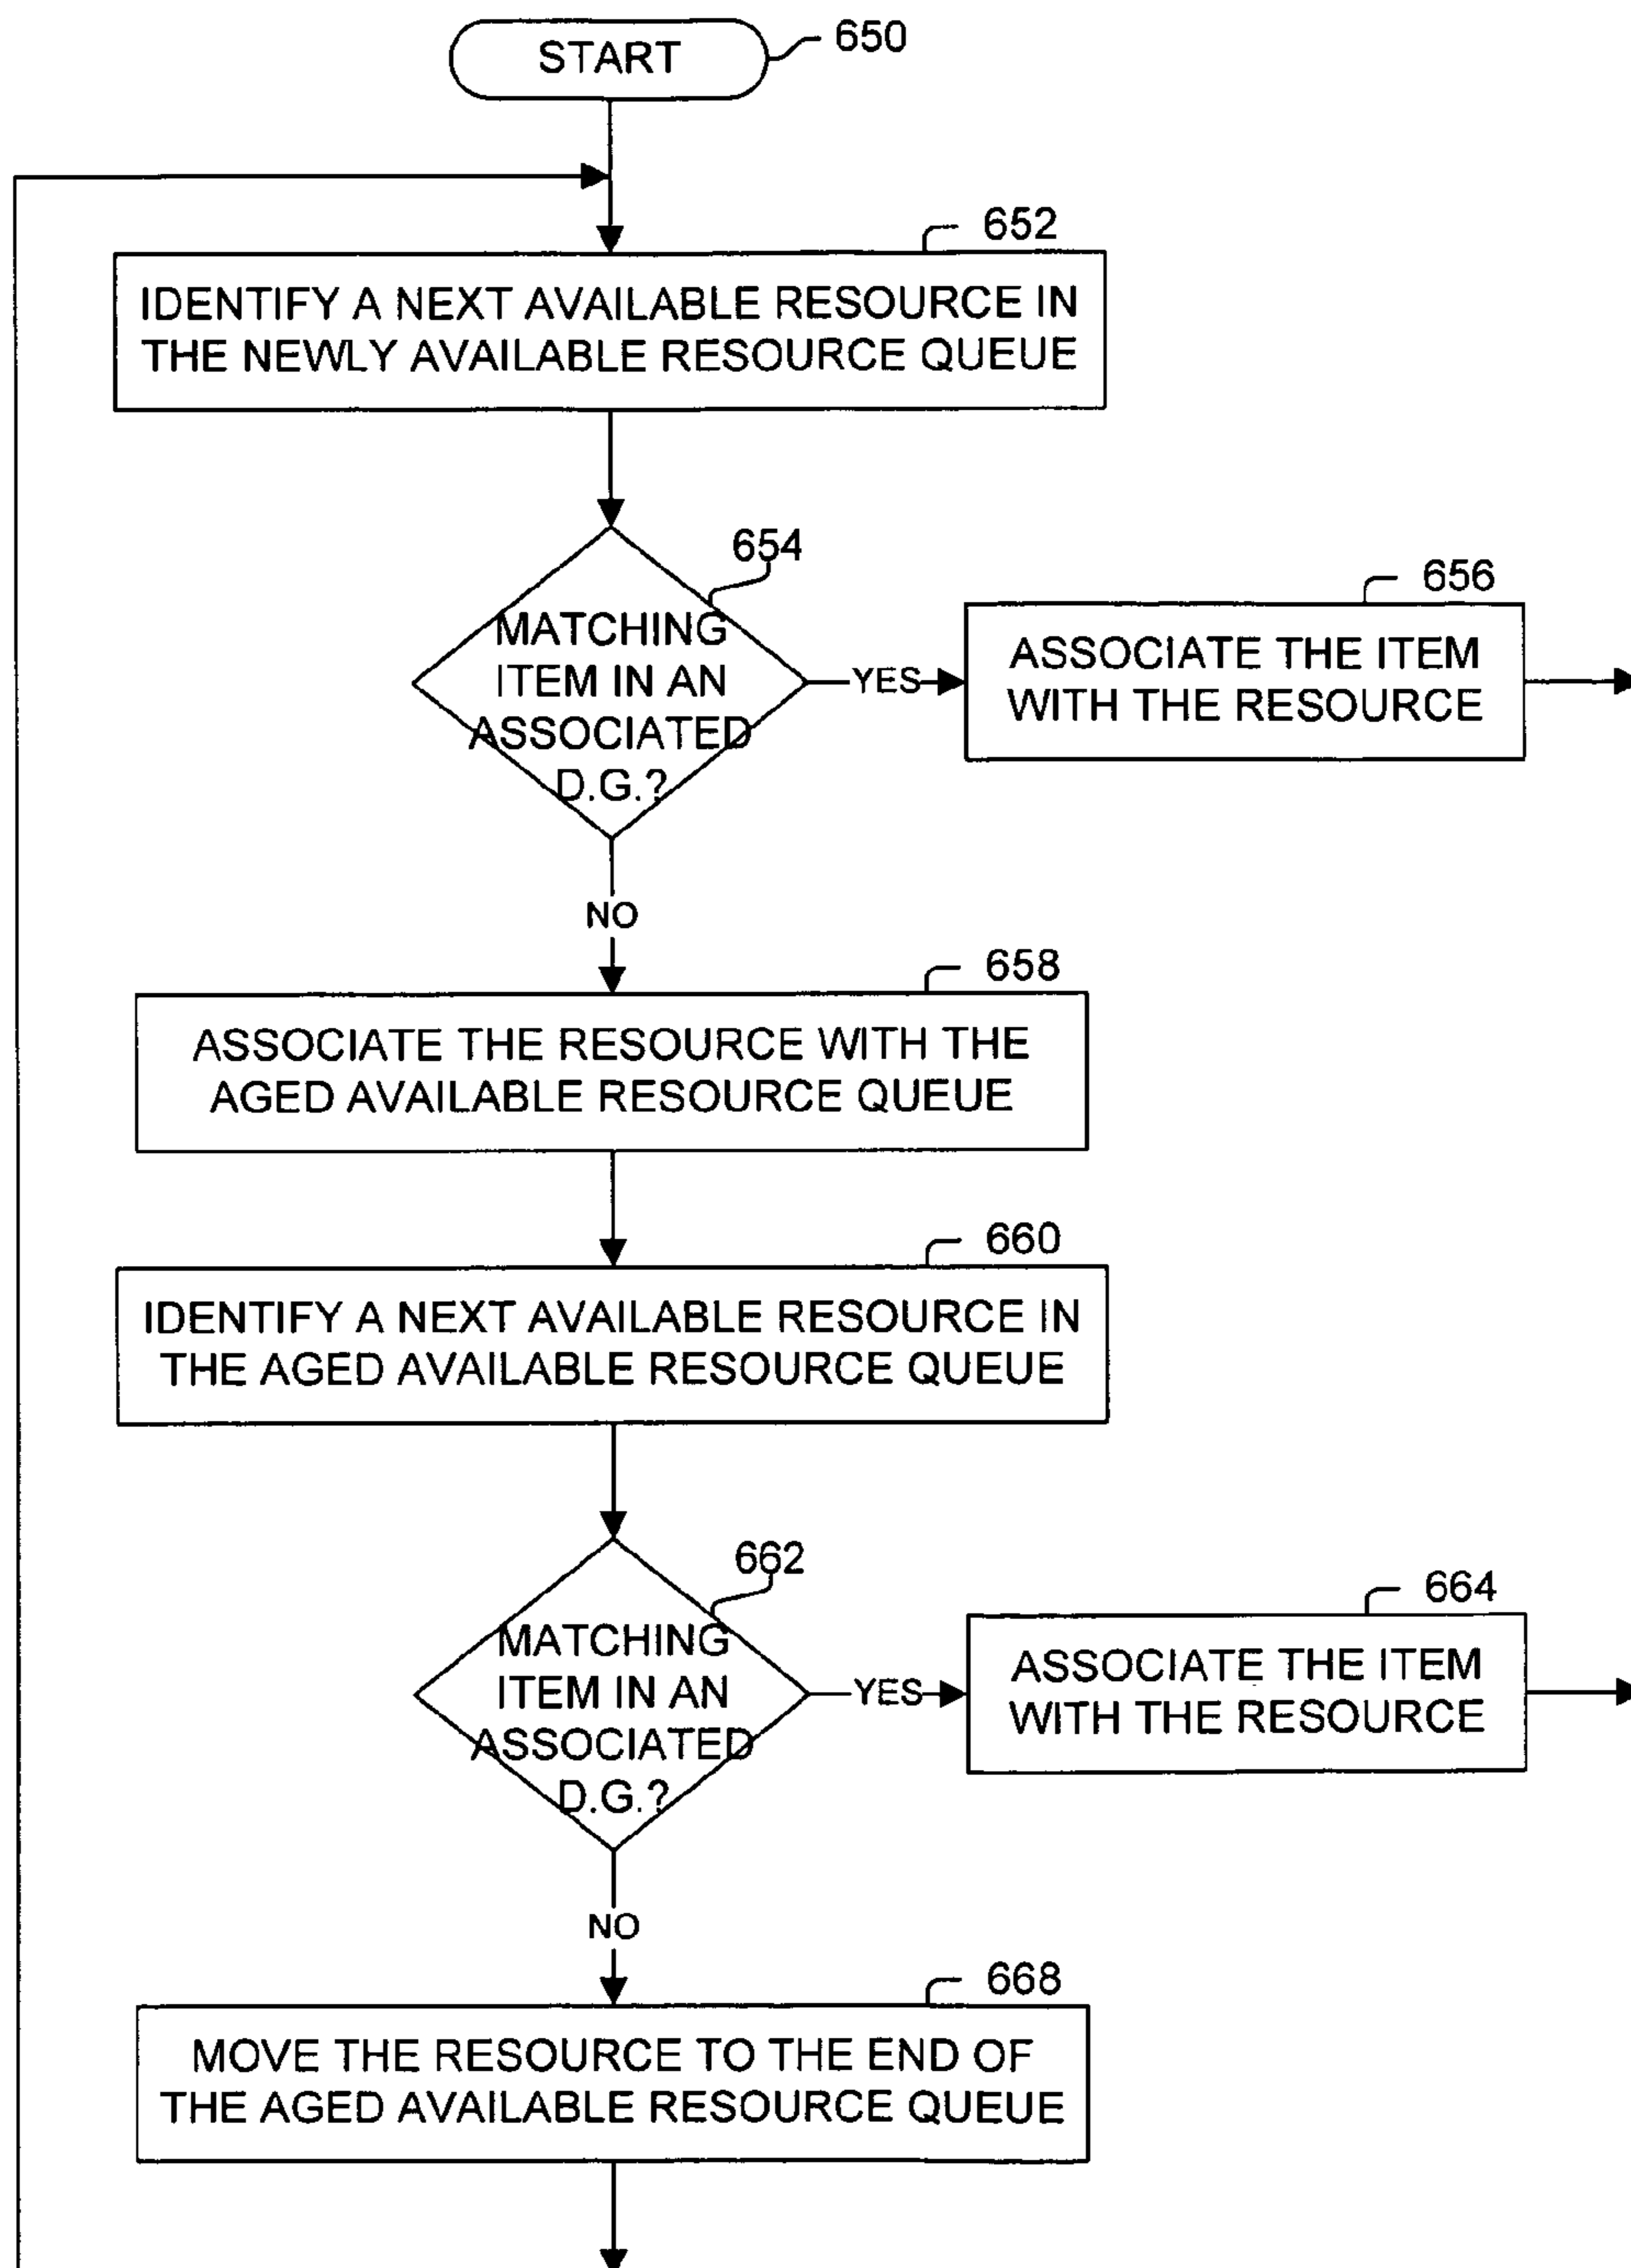 START
650
652
IDENTIFY A NEXT AVAILABLE RESOURCE IN
THE NEWLY AVAILABLE RESOURCE QUEUE
654
MATCHING
ITEM IN AN
ASSOCIATED
D.G.?
YES
656
ASSOCIATE THE ITEM
WITH THE RESOURCE
NO
658
ASSOCIATE THE RESOURCE WITH THE
AGED AVAILABLE RESOURCE QUEUE
660
IDENTIFY A NEXT AVAILABLE RESOURCE IN
THE AGED AVAILABLE RESOURCE QUEUE
662
MATCHING
ITEM IN AN
ASSOCIATED
D.G.?
YES
664
ASSOCIATE THE ITEM
WITH THE RESOURCE
NO
668
MOVE THE RESOURCE TO THE END OF
THE AGED AVAILABLE RESOURCE QUEUE